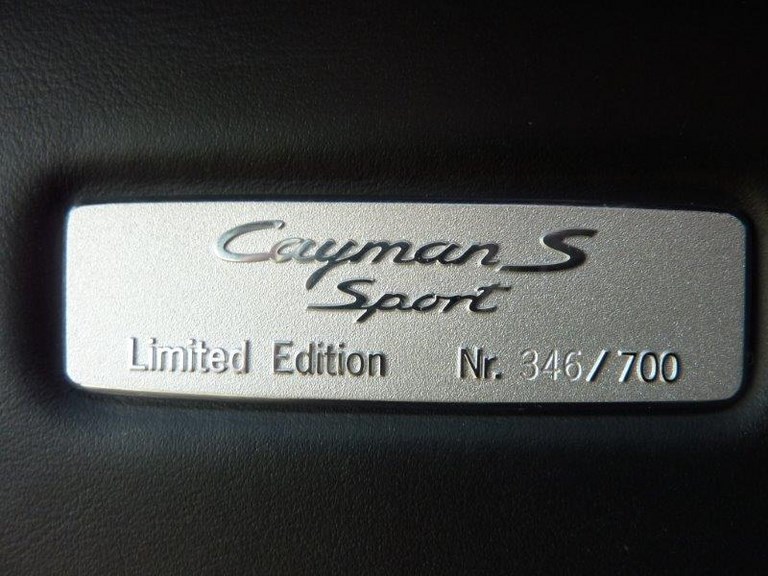 Cayman S
Sport
Limited Edition Nr. 346/700